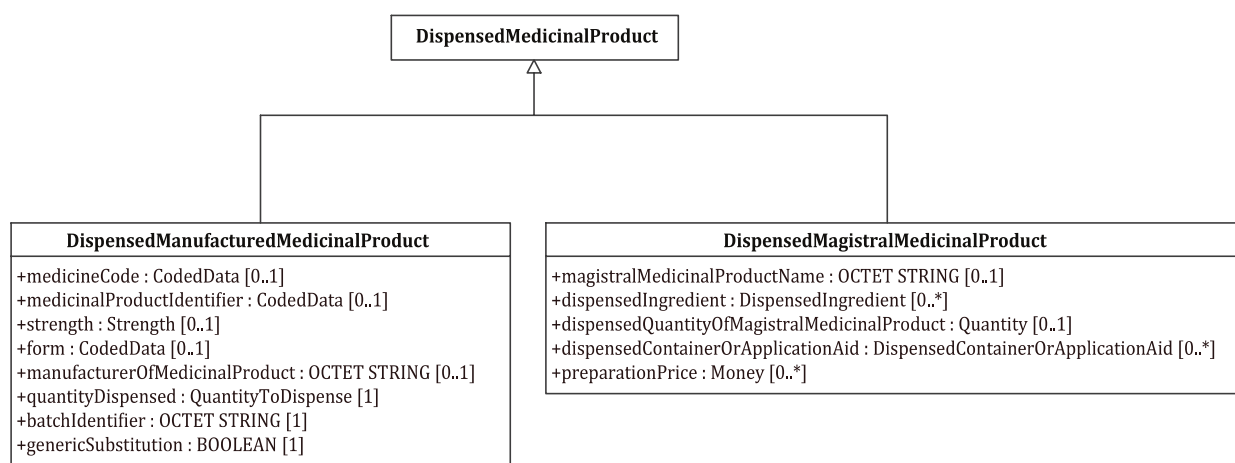 DispensedMedicinalProduct
DispensedManufacturedMedicinalProduct
+medicineCode : CodedData [0..1]
+medicinalProductIdentifier : CodedData [0..1]
+strength : Strength [0..1]
+form : CodedData [0..1]
+manufacturerOfMedicinalProduct : OCTET STRING [0..1]
+quantityDispensed : QuantityToDispense [1]
+batchIdentifier : OCTET STRING [1]
+genericSubstitution : BOOLEAN [1]
DispensedMagistralMedicinalProduct
+magistralMedicinalProductName : OCTET STRING [0..1]
+dispensedIngredient : DispensedIngredient [0..*]
+dispensedQuantityOfMagistralMedicinalProduct : Quantity [0..1]
+dispensedContainerOrApplicationAid : DispensedContainerOrApplicationAid [0..*]
+preparationPrice : Money [0..*]